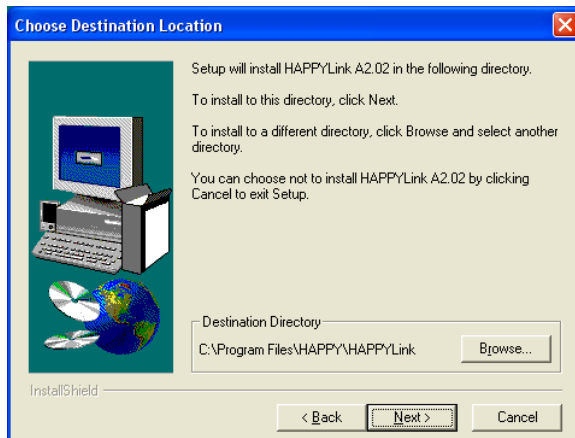 Choose Destination Location
Setup will install HAPPYLink A2.02 in the following directory.
To install to this directory, click Next.
To install to a different directory, click Browse and select another
directory.
You can choose not to install HAPPYLink A2.02 by clicking
Cancel to exit Setup.
Destination Directory
C:\Program Files\HAPPY\HAPPYLink
Browse...
InstallShield
< Back
Next >
Cancel